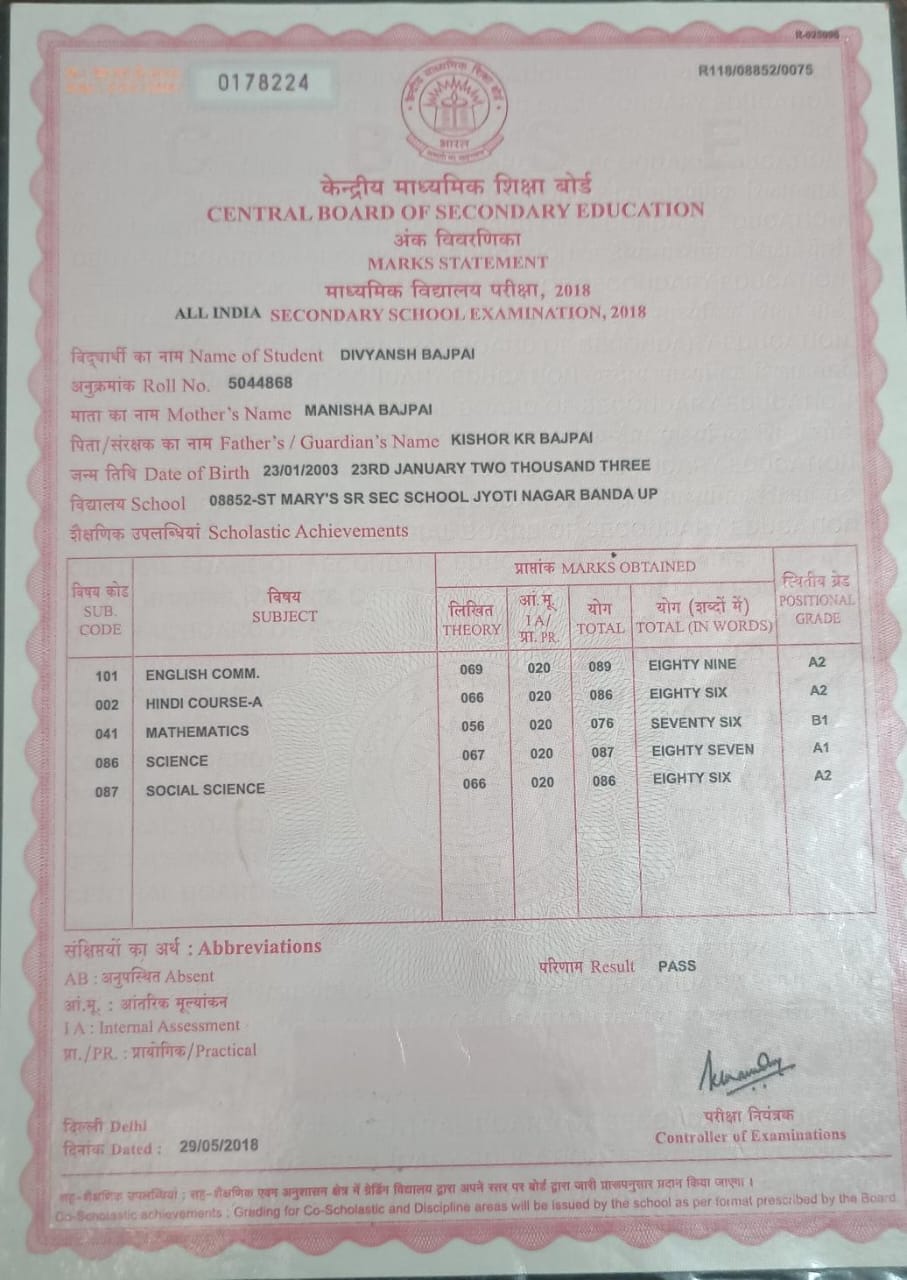 R-025096
0178224
R118/08852/0075
भारत
केन्द्रीय माध्यमिक शिक्षा बोर्ड
CENTRAL BOARD OF SECONDARY EDUCATION
अंक विवरणिका
MARKS STATEMENT
माध्यमिक विद्यालय परीक्षा, 2018
ALL INDIA SECONDARY SCHOOL EXAMINATION, 2018
विद्यार्थी का नाम Name of Student DIVYANSH BAJPAI
अनुक्रमांक Roll No. 5044868
माता का नाम Mother's Name MANISHA BAJPAI
पिता/संरक्षक का नाम Father's / Guardian's Name KISHOR KR BAJPAI
जन्म तिथि Date of Birth 23/01/2003 23RD JANUARY TWO THOUSAND THREE
विद्यालय School 08852-ST MARY'S SR SEC SCHOOL JYOTI NAGAR BANDA UP
शैक्षणिक उपलब्धियां Scholastic Achievements
विषय कोड SUB. CODE
विषय SUBJECT
प्राप्तांक MARKS OBTAINED
लिखित THEORY
आं.मू. I A/ प्रा. PR.
योग TOTAL
योग (शब्दों में) TOTAL (IN WORDS)
स्थितीय ग्रेड POSITIONAL GRADE
101 ENGLISH COMM. 069 020 089 EIGHTY NINE A2
002 HINDI COURSE-A 066 020 086 EIGHTY SIX A2
041 MATHEMATICS 056 020 076 SEVENTY SIX B1
086 SCIENCE 067 020 087 EIGHTY SEVEN A1
087 SOCIAL SCIENCE 066 020 086 EIGHTY SIX A2
संक्षिप्तियों का अर्थ : Abbreviations
AB : अनुपस्थित Absent
परिणाम Result PASS
आं.मू. : आंतरिक मूल्यांकन
I A : Internal Assessment
प्रा./PR. : प्रायोगिक/Practical
दिल्ली Delhi
दिनांक Dated : 29/05/2018
परीक्षा नियंत्रक
Controller of Examinations
सह-शैक्षणिक उपलब्धियां : सह-शैक्षणिक एवम अनुशासन क्षेत्र में ग्रेडिंग विद्यालय द्वारा अपने स्तर पर बोर्ड द्वारा जारी प्रारूपनुसार प्रदान किया जाएगा ।
Co-Scholastic achievements : Grading for Co-Scholastic and Discipline areas will be issued by the school as per format prescribed by the Board.